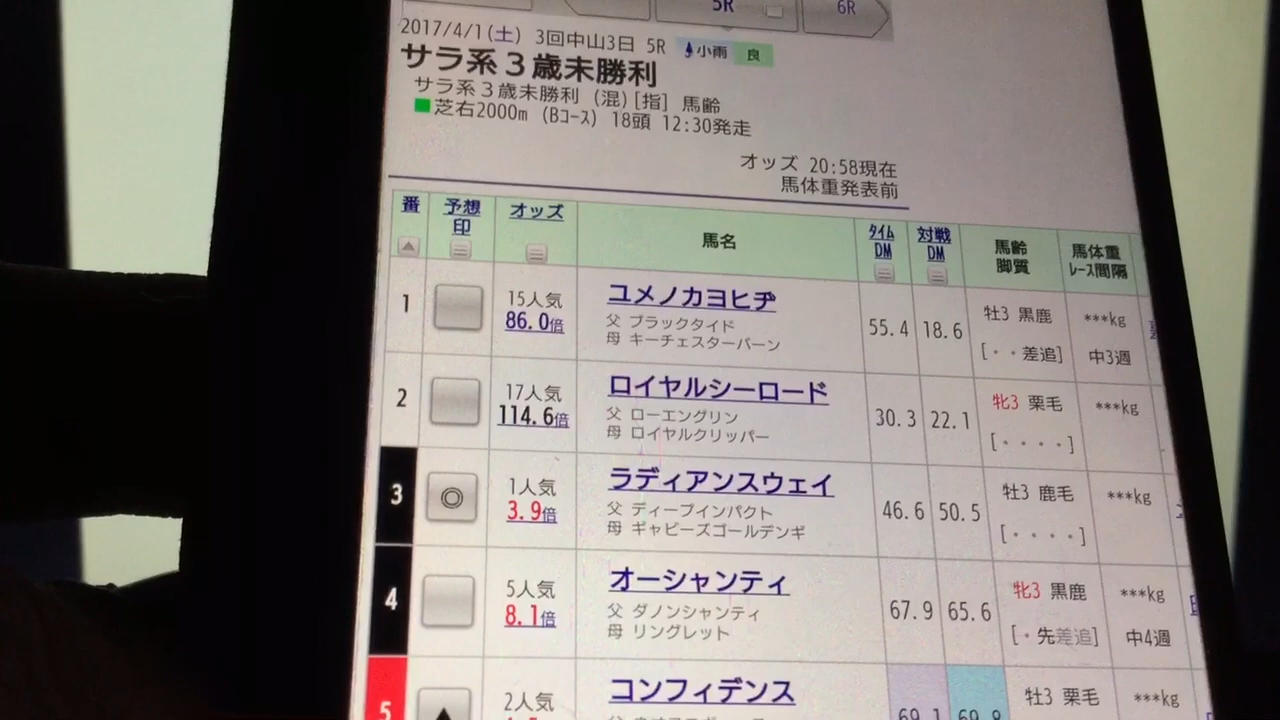 5R 6R
2017/4/1(土) 3回中山3日 5R 小雨 良
サラ系3歳未勝利
サラ系3歳未勝利 (混)[指] 馬齢
芝右2000m (Bコース) 18頭 12:30発走
オッズ 20:58現在
馬体重発表前
番 予想印 オッズ 馬名 タイムDM 対戦DM 馬齢脚質 馬体重レース間隔
1 15人気 ユメノカヨヒヂ 牡3 黒鹿 ***kg
86.0倍 父 ブラックタイド 55.4 18.6
母 キーチェスターバーン [・・差追] 中3週
2 17人気 ロイヤルシーロード 牝3 栗毛 ***kg
114.6倍 父 ローエングリン 30.3 22.1
母 ロイヤルクリッパー [・・・・]
3 ◎ 1人気 ラディアンスウェイ 牡3 鹿毛 ***kg
3.9倍 父 ディープインパクト 46.6 50.5
母 ギャビーズゴールデンギ [・・・・]
4 5人気 オーシャンティ 牝3 黒鹿 ***kg
8.1倍 父 ダノンシャンティ 67.9 65.6
母 リングレット [・先差追] 中4週
5 ▲ 2人気 コンフィデンス 牡3 栗毛 ***kg
69.1 69.8